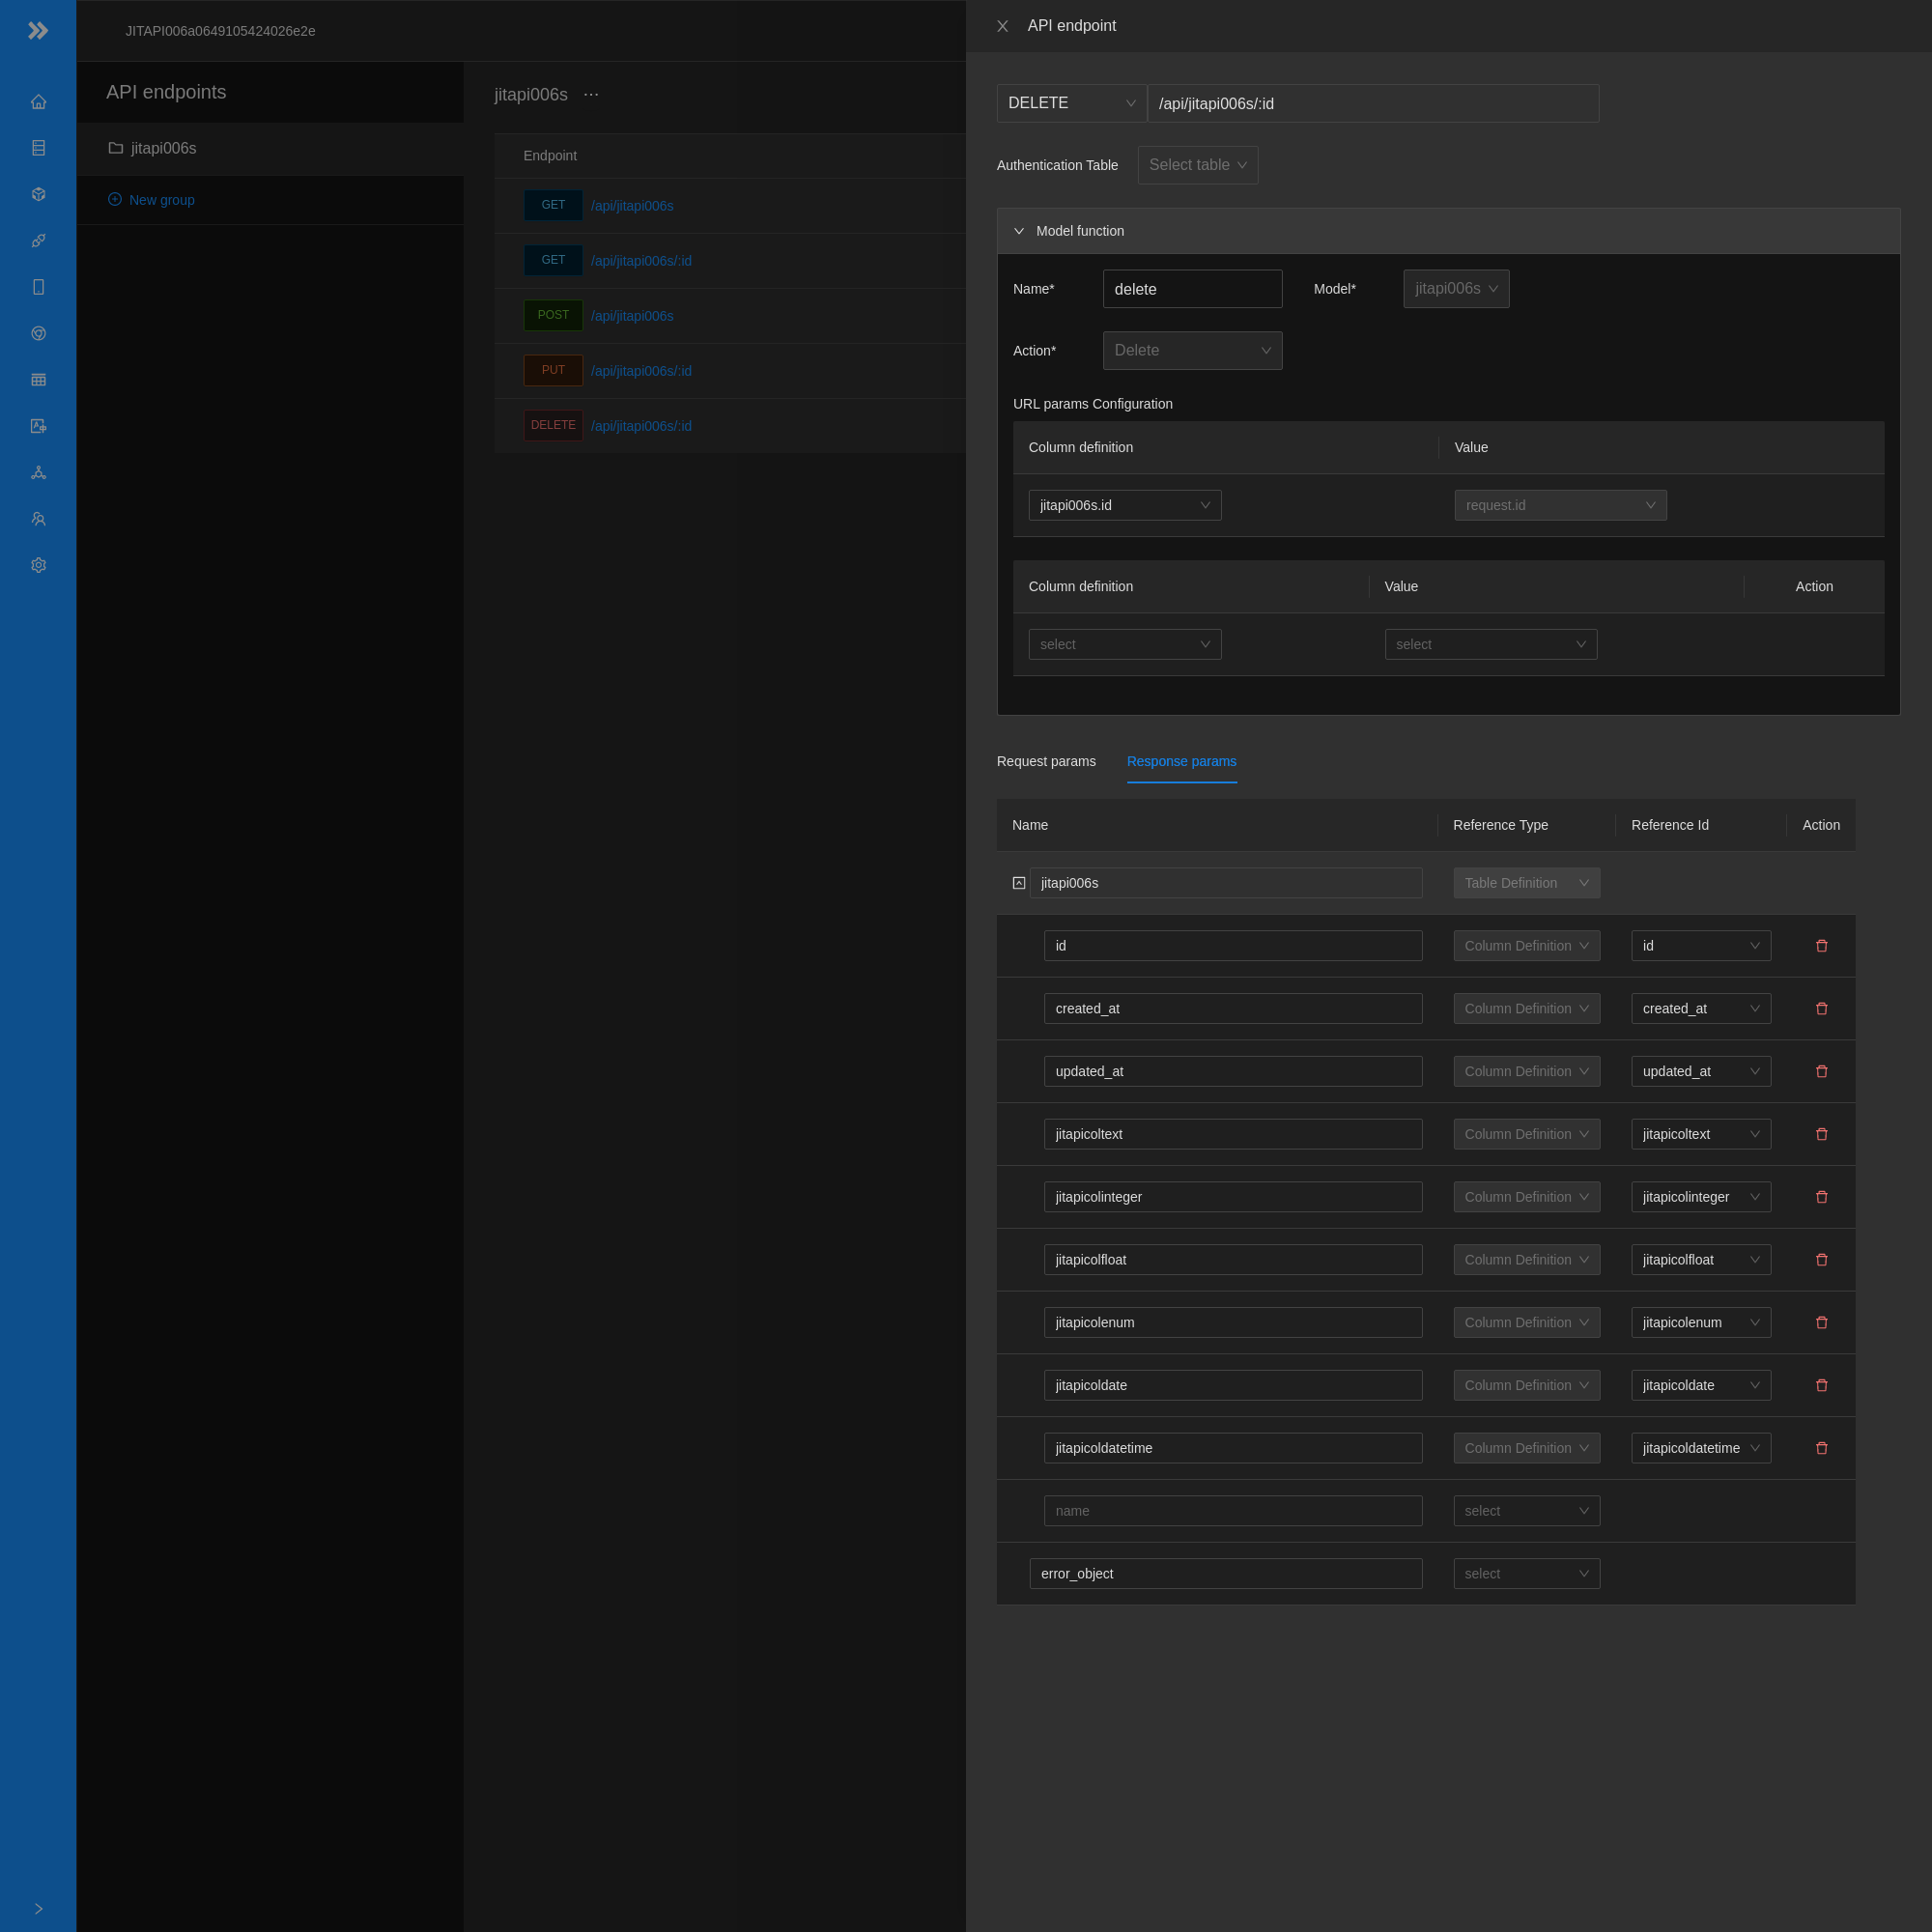 JITAPI006a0649105424026e2e
API endpoints
jitapi006s
New group
jitapi006s ···
Endpoint
GET /api/jitapi006s
GET /api/jitapi006s/:id
POST /api/jitapi006s
PUT /api/jitapi006s/:id
DELETE /api/jitapi006s/:id
API endpoint
DELETE /api/jitapi006s/:id
Authentication Table Select table
Model function
Name* delete Model* jitapi006s
Action* Delete
URL params Configuration
Column definition Value
jitapi006s.id request.id
Column definition Value Action
select select
Request params Response params
Name Reference Type Reference Id Action
jitapi006s Table Definition
id Column Definition id
created_at Column Definition created_at
updated_at Column Definition updated_at
jitapicoltext Column Definition jitapicoltext
jitapicolinteger Column Definition jitapicolinteger
jitapicolfloat Column Definition jitapicolfloat
jitapicolenum Column Definition jitapicolenum
jitapicoldate Column Definition jitapicoldate
jitapicoldatetime Column Definition jitapicoldatetime
name select
error_object select